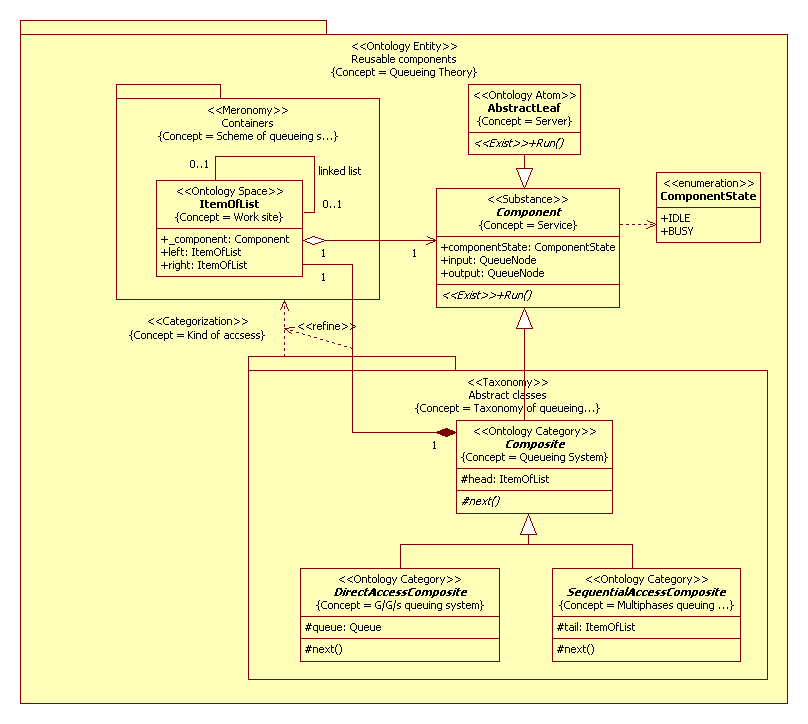 <<Ontology Entity>>
Reusable components
{Concept = Queueing Theory}
<<Meronomy>>
Containers
{Concept = Scheme of queueing s...}
0..1
linked list
0..1
<<Ontology Space>>
ItemOfList
{Concept = Work site}
+_component: Component
+left: ItemOfList
+right: ItemOfList
1
1
1
<<Ontology Atom>>
AbstractLeaf
{Concept = Server}
<<Exist>>+Run()
<<Substance>>
Component
{Concept = Service}
+componentState: ComponentState
+input: QueueNode
+output: QueueNode
<<Exist>>+Run()
<<enumeration>>
ComponentState
+IDLE
+BUSY
<<Categorization>>
{Concept = Kind of accsess}
<<refine>>
<<Taxonomy>>
Abstract classes
{Concept = Taxonomy of queueing...}
1
<<Ontology Category>>
Composite
{Concept = Queueing System}
#head: ItemOfList
#next()
<<Ontology Category>>
DirectAccessComposite
{Concept = G/G/s queuing system}
#queue: Queue
#next()
<<Ontology Category>>
SequentialAccessComposite
{Concept = Multiphases queuing ...}
#tail: ItemOfList
#next()